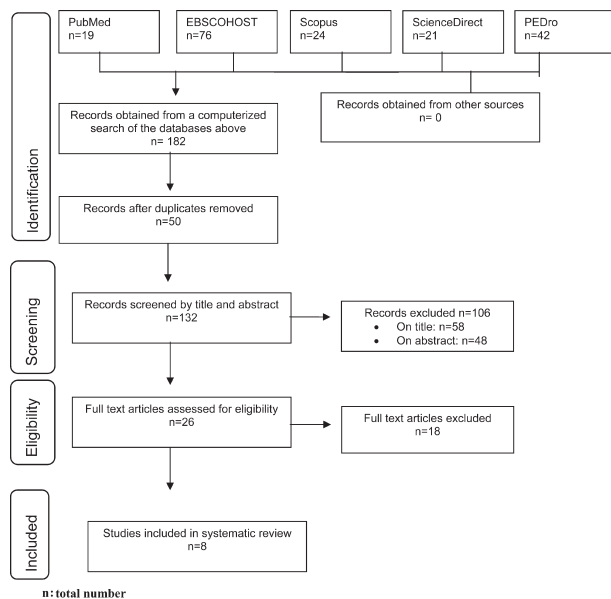 PubMed
n=19
EBSCOHOST
n=76
Scopus
n=24
ScienceDirect
n=21
PEDro
n=42
Records obtained from a computerized
search of the databases above
n= 182
Records obtained from other sources
n= 0
Identification
Records after duplicates removed
n=50
Screening
Records screened by title and abstract
n=132
Records excluded n=106
• On title: n=58
• On abstract: n=48
Eligibility
Full text articles assessed for eligibility
n=26
Full text articles excluded
n=18
Included
Studies included in systematic review
n=8
n: total number